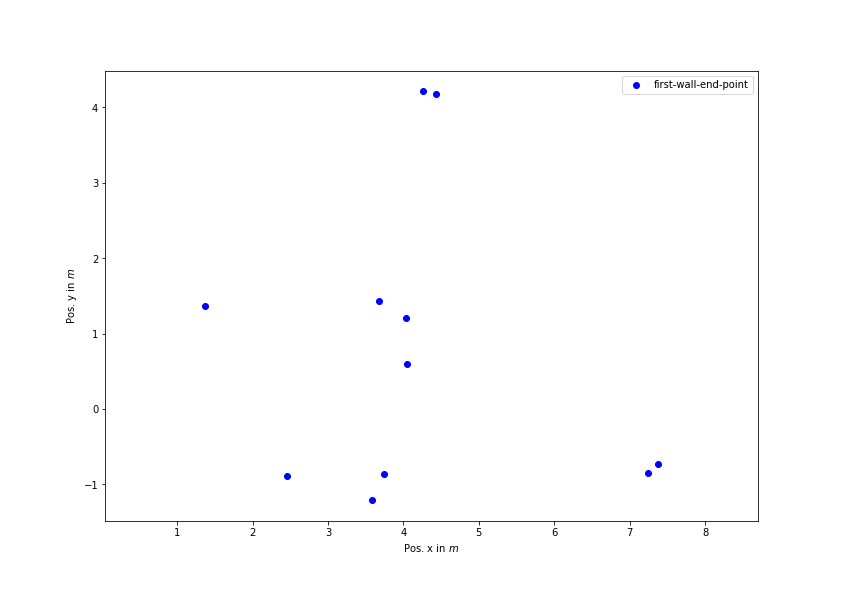 first-wall-end-point
4
3
2
1
0
−1
Pos. y in m
1 2 3 4 5 6 7 8
Pos. x in m